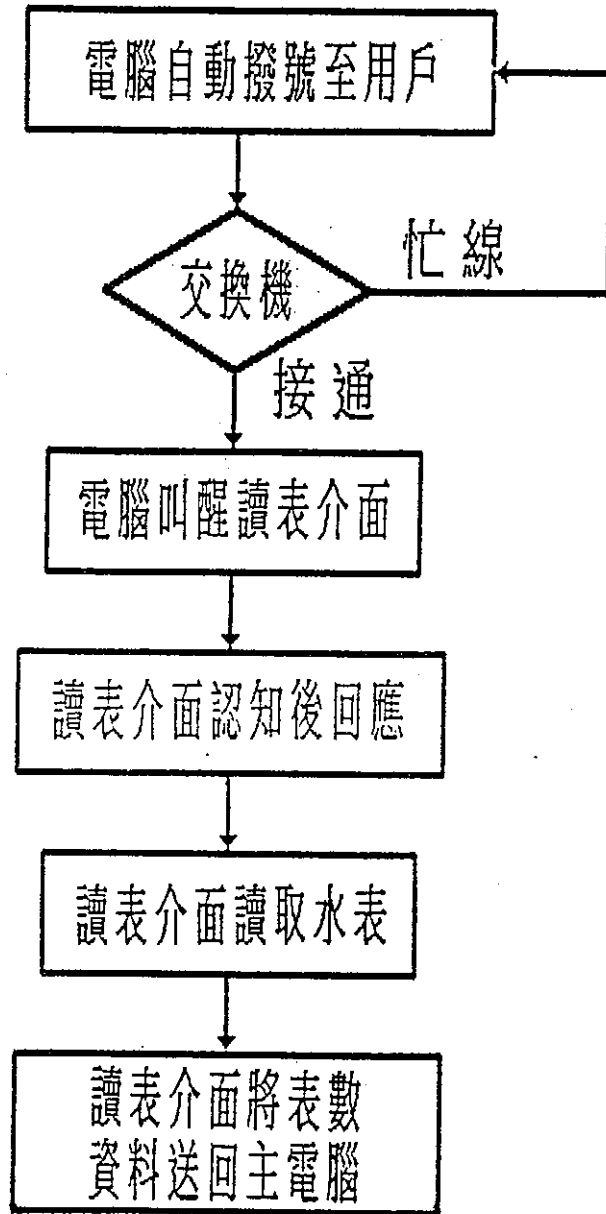 電腦自動撥號至用戶
交換機
忙線
接通
電腦叫醒讀表介面
讀表介面認知後回應
讀表介面讀取水表
讀表介面將表數
資料送回主電腦